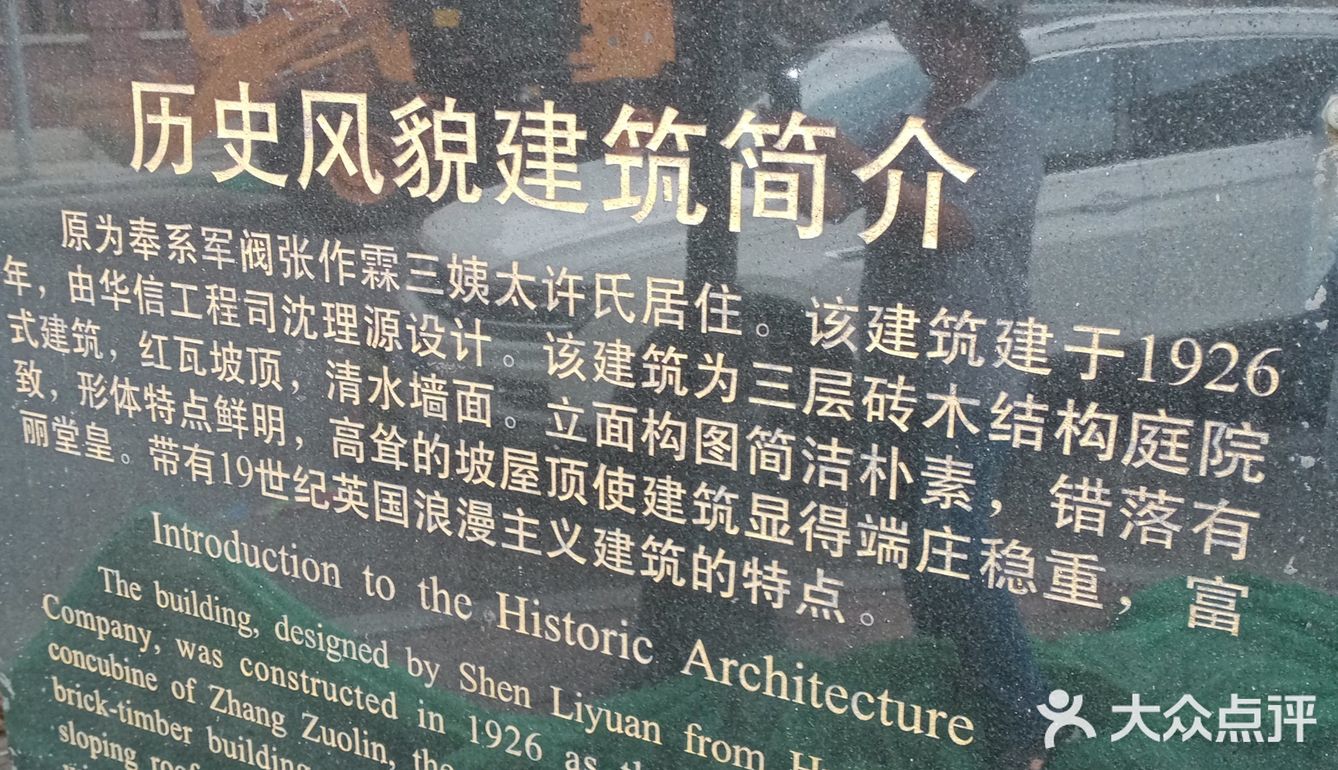 历史风貌建筑简介
原为奉系军阀张作霖三姨太许氏居住。该建筑建于1926
年，由华信工程司沈理源设计。该建筑为三层砖木结构庭院
式建筑，红瓦坡顶，清水墙面。立面构图简洁朴素，错落有
致，形体特点鲜明，高耸的坡屋顶使建筑显得端庄稳重，富
丽堂皇。带有19世纪英国浪漫主义建筑的特点。
Introduction to the Historic Architecture
The building, designed by Shen Liyuan from
Company, was constructed in 1926 as
concubine of Zhang Zuolin, the
brick-timber building
sloping
大众点评